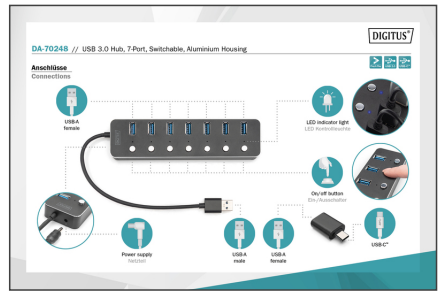 DIGITUS®
DA-70248 // USB 3.0 Hub, 7-Port, Switchable, Aluminium Housing
Anschlüsse
Connections
USB-A
female
LED indicator light
LED Kontrollleuchte
On/off button
Ein-/Ausschalter
Power supply
Netzteil
USB-A
male
USB-A
female
USB-C®